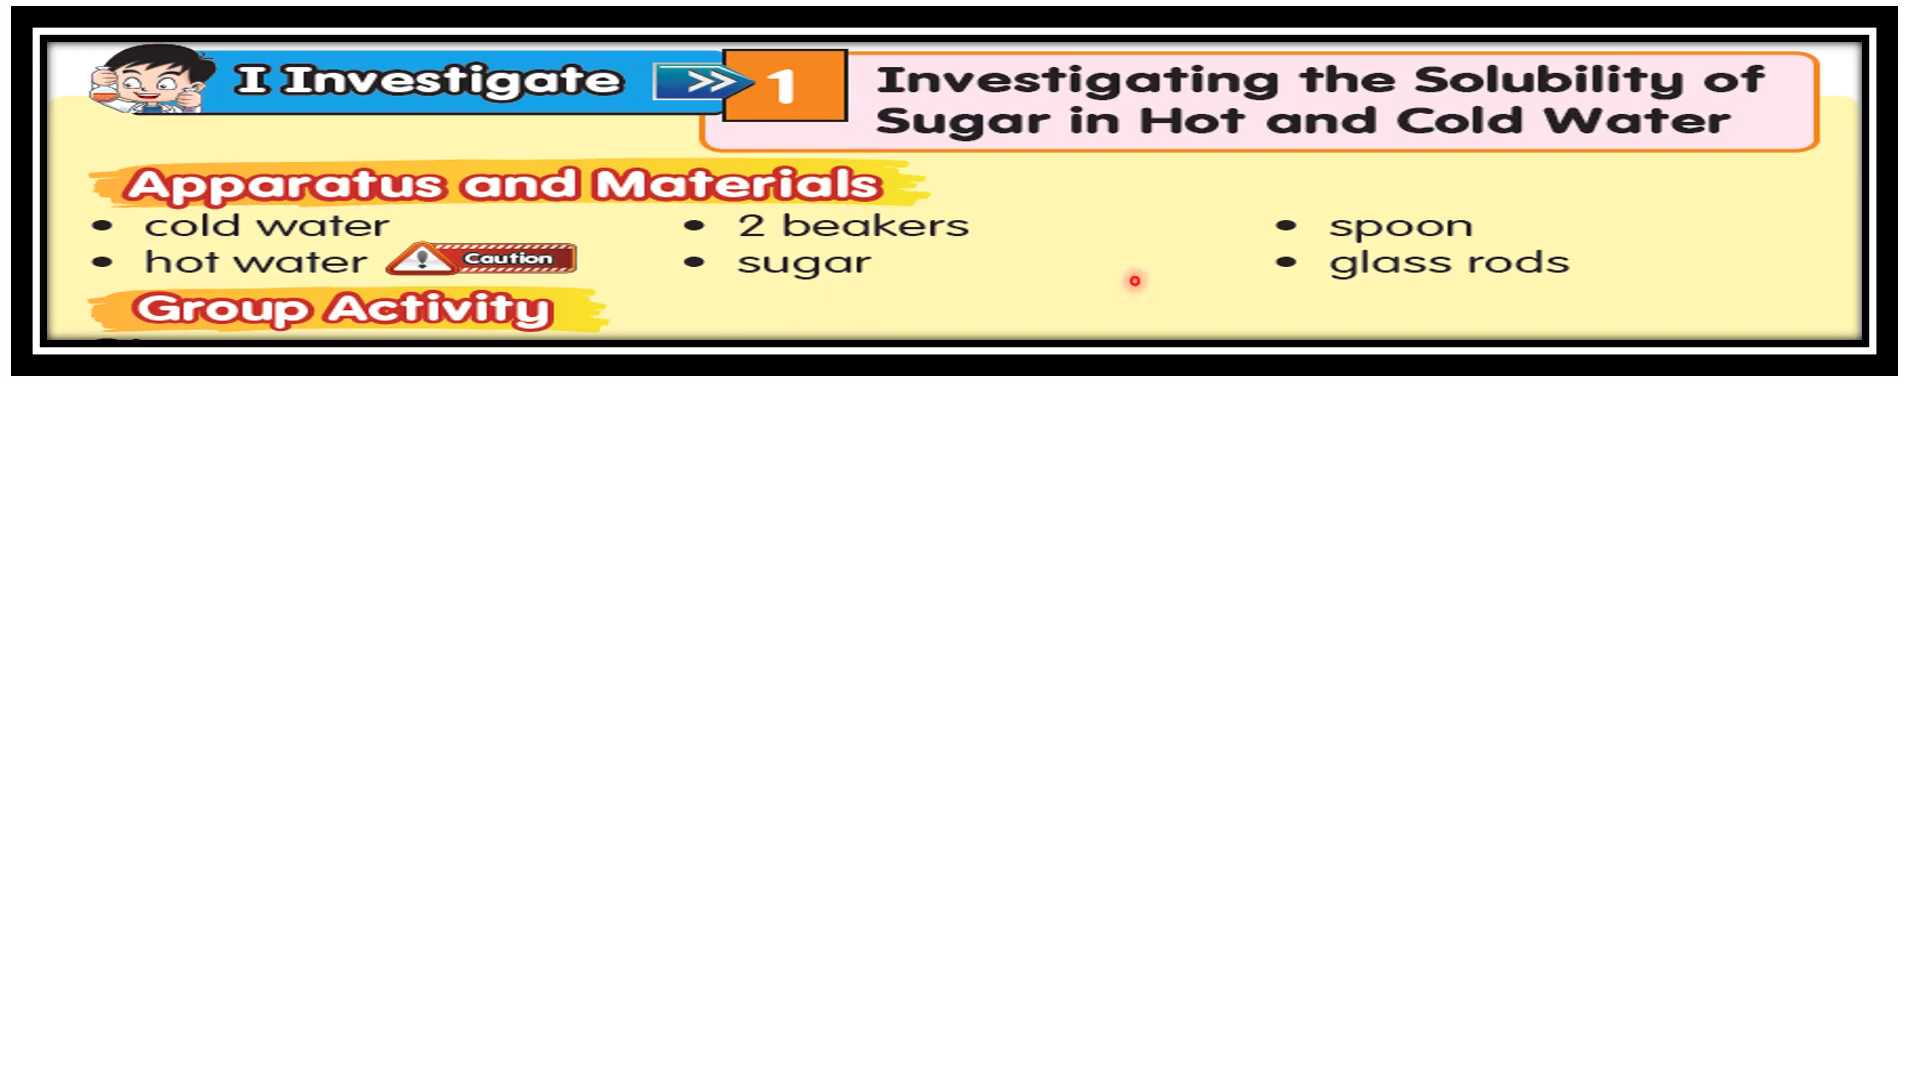 I Investigate 1 Investigating the Solubility of
Sugar in Hot and Cold Water
Apparatus and Materials
• cold water • 2 beakers • spoon
• hot water Caution • sugar • glass rods
Group Activity